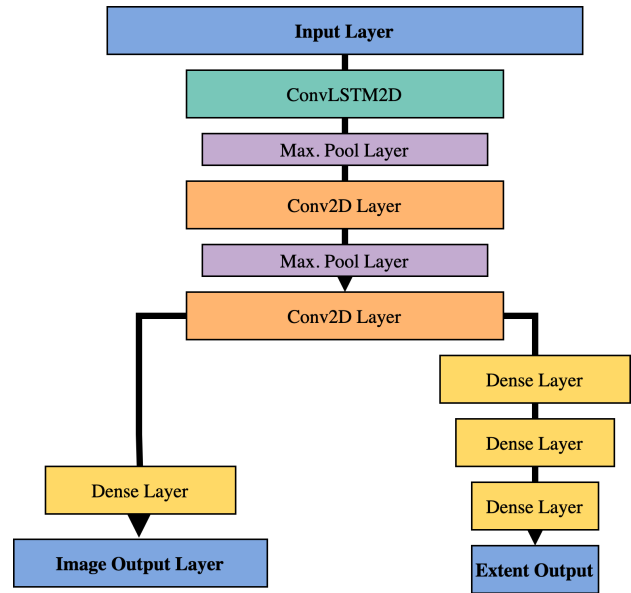 Input Layer
ConvLSTM2D
Max. Pool Layer
Conv2D Layer
Max. Pool Layer
Conv2D Layer
Dense Layer
Dense Layer
Dense Layer
Dense Layer
Image Output Layer
Extent Output